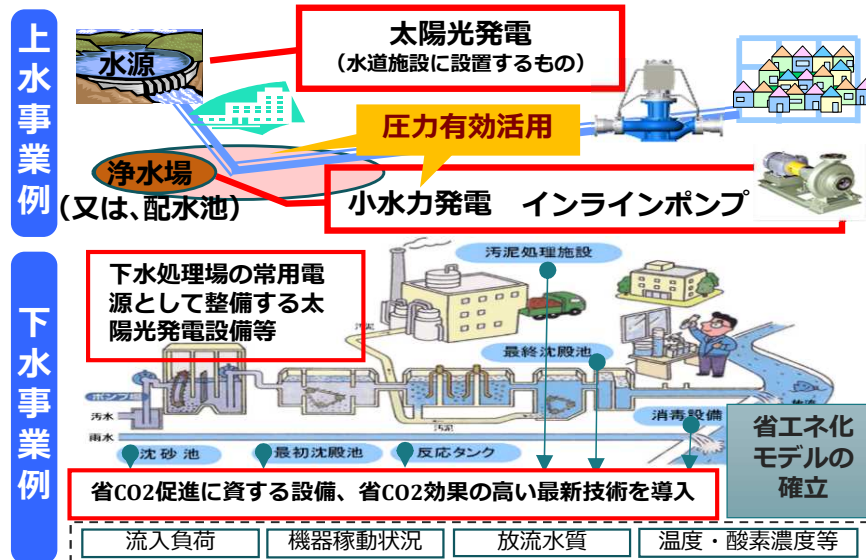 上水事業例
水源
太陽光発電
(水道施設に設置するもの)
圧力有効活用
浄水場
(又は、配水池)
小水力発電 インラインポンプ
下水事業例
下水処理場の常用電
源として整備する太
陽光発電設備等
汚泥処理施設
汚泥
最終沈殿池
ポンプ場
汚水
雨水
汚泥
放流
消毒設備
沈砂池
最初沈殿池
反応タンク
省エネ化
モデルの
確立
省CO2促進に資する設備、省CO2効果の高い最新技術を導入
流入負荷
機器稼動状況
放流水質
温度・酸素濃度等